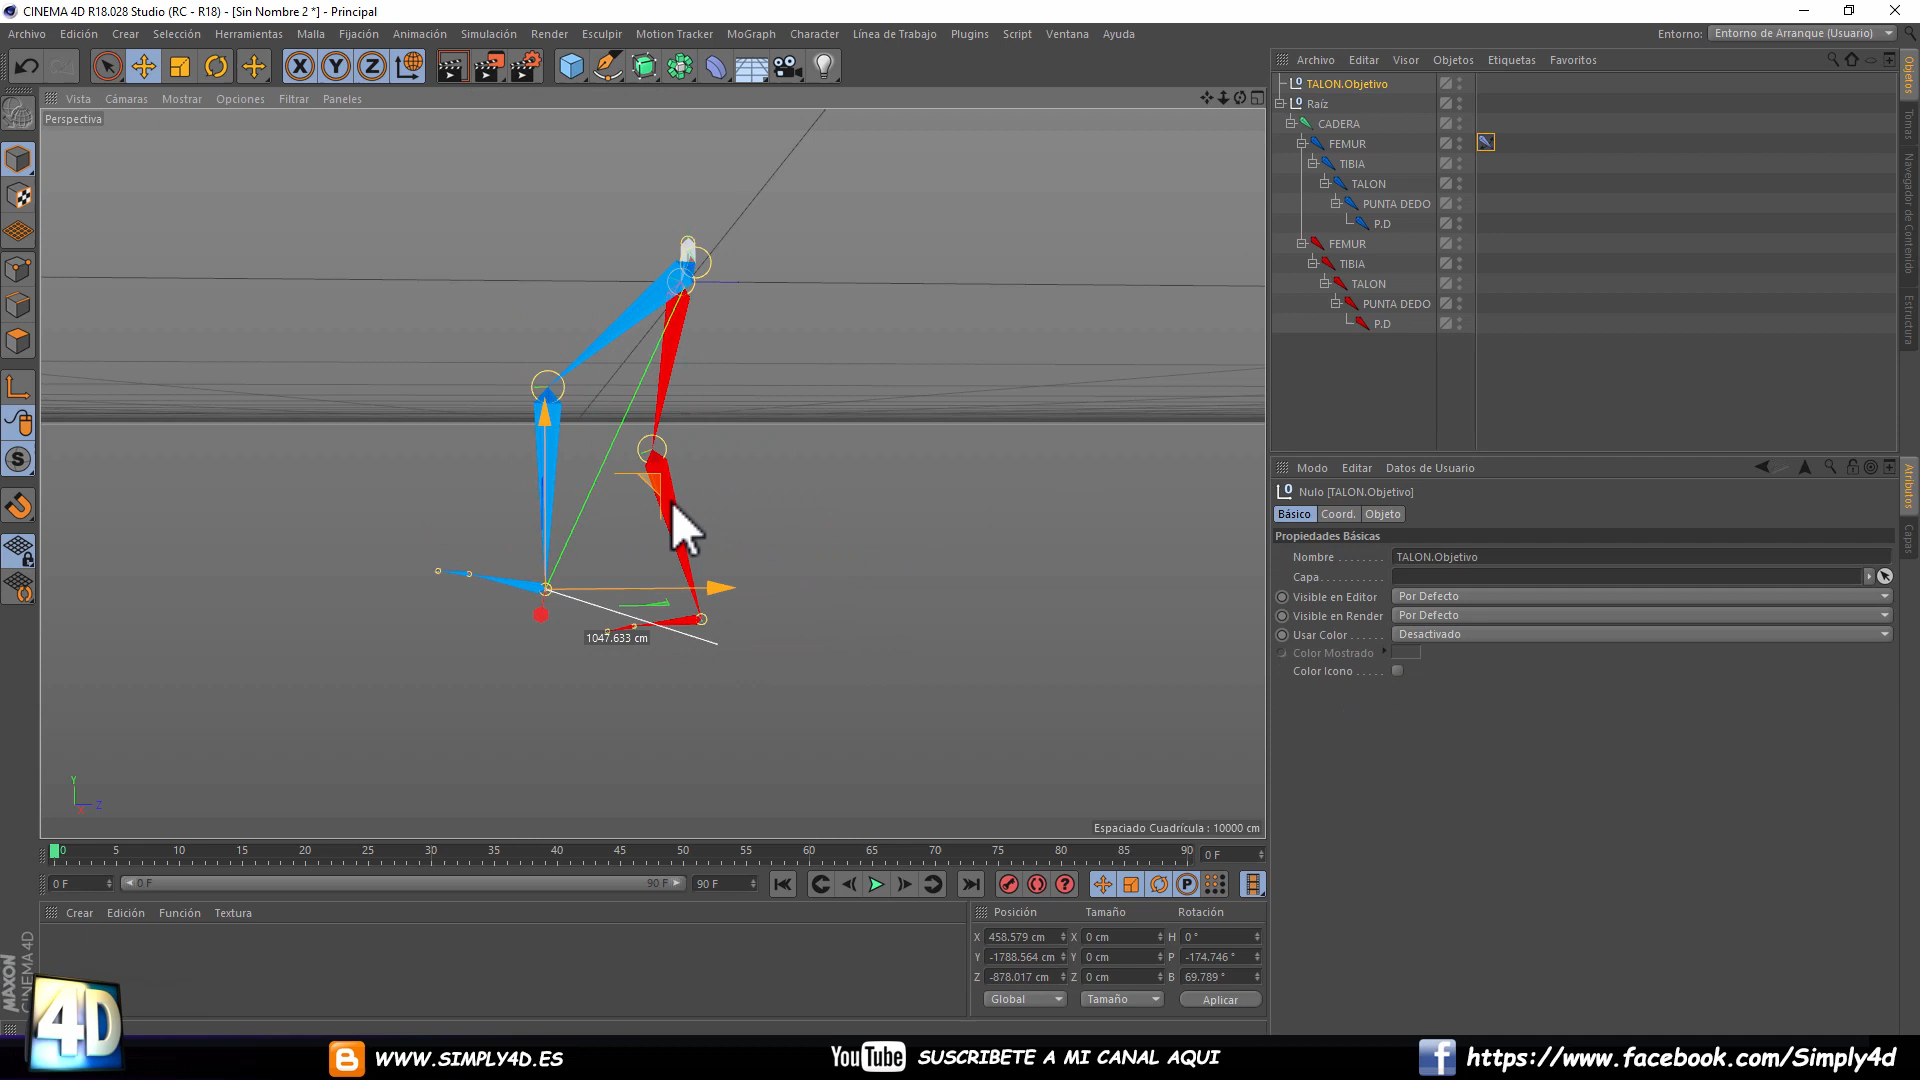 CINEMA 4D R18.028 Studio (RC - R18) - [Sin Nombre 2 *] - Principal
Archivo Edición Crear Selección Herramientas Malla Fijación Animación Simulación Render Esculpir Motion Tracker MoGraph Character Línea de Trabajo Plugins Script Ventana Ayuda
Entorno: Entorno de Arranque (Usuario)
Vista Cámaras Mostrar Opciones Filtrar Paneles
Perspectiva
1047.633 cm
Y
Z
X
Espaciado Cuadrícula : 10000 cm
Archivo Editar Visor Objetos Etiquetas Favoritos
TALON.Objetivo
Raíz
CADERA
FEMUR
TIBIA
TALON
PUNTA DEDO
P.D
FEMUR
TIBIA
TALON
PUNTA DEDO
P.D
Objetos
Tomas
Navegador de Contenido
Estructura
Modo Editar Datos de Usuario
Nulo [TALON.Objetivo]
Básico Coord. Objeto
Propiedades Básicas
Nombre . . . . . . . . TALON.Objetivo
Capa . . . . . . . . . . .
Visible en Editor Por Defecto
Visible en Render Por Defecto
Usar Color . . . . . . Desactivado
Color Mostrado
Color Icono . . . . .
Atributos
Capas
0 5 10 15 20 25 30 35 40 45 50 55 60 65 70 75 80 85 90
0 F
0 F 0 F 90 F 90 F
Crear Edición Función Textura
Posición Tamaño Rotación
X 458.579 cm X 0 cm H 0 °
Y -1788.564 cm Y 0 cm P -174.746 °
Z -878.017 cm Z 0 cm B 69.789 °
Global Tamaño Aplicar
MAXON
CINEMA 4D
4D
WWW.SIMPLY4D.ES
YouTube SUSCRIBETE A MI CANAL AQUI
https://www.facebook.com/Simply4d